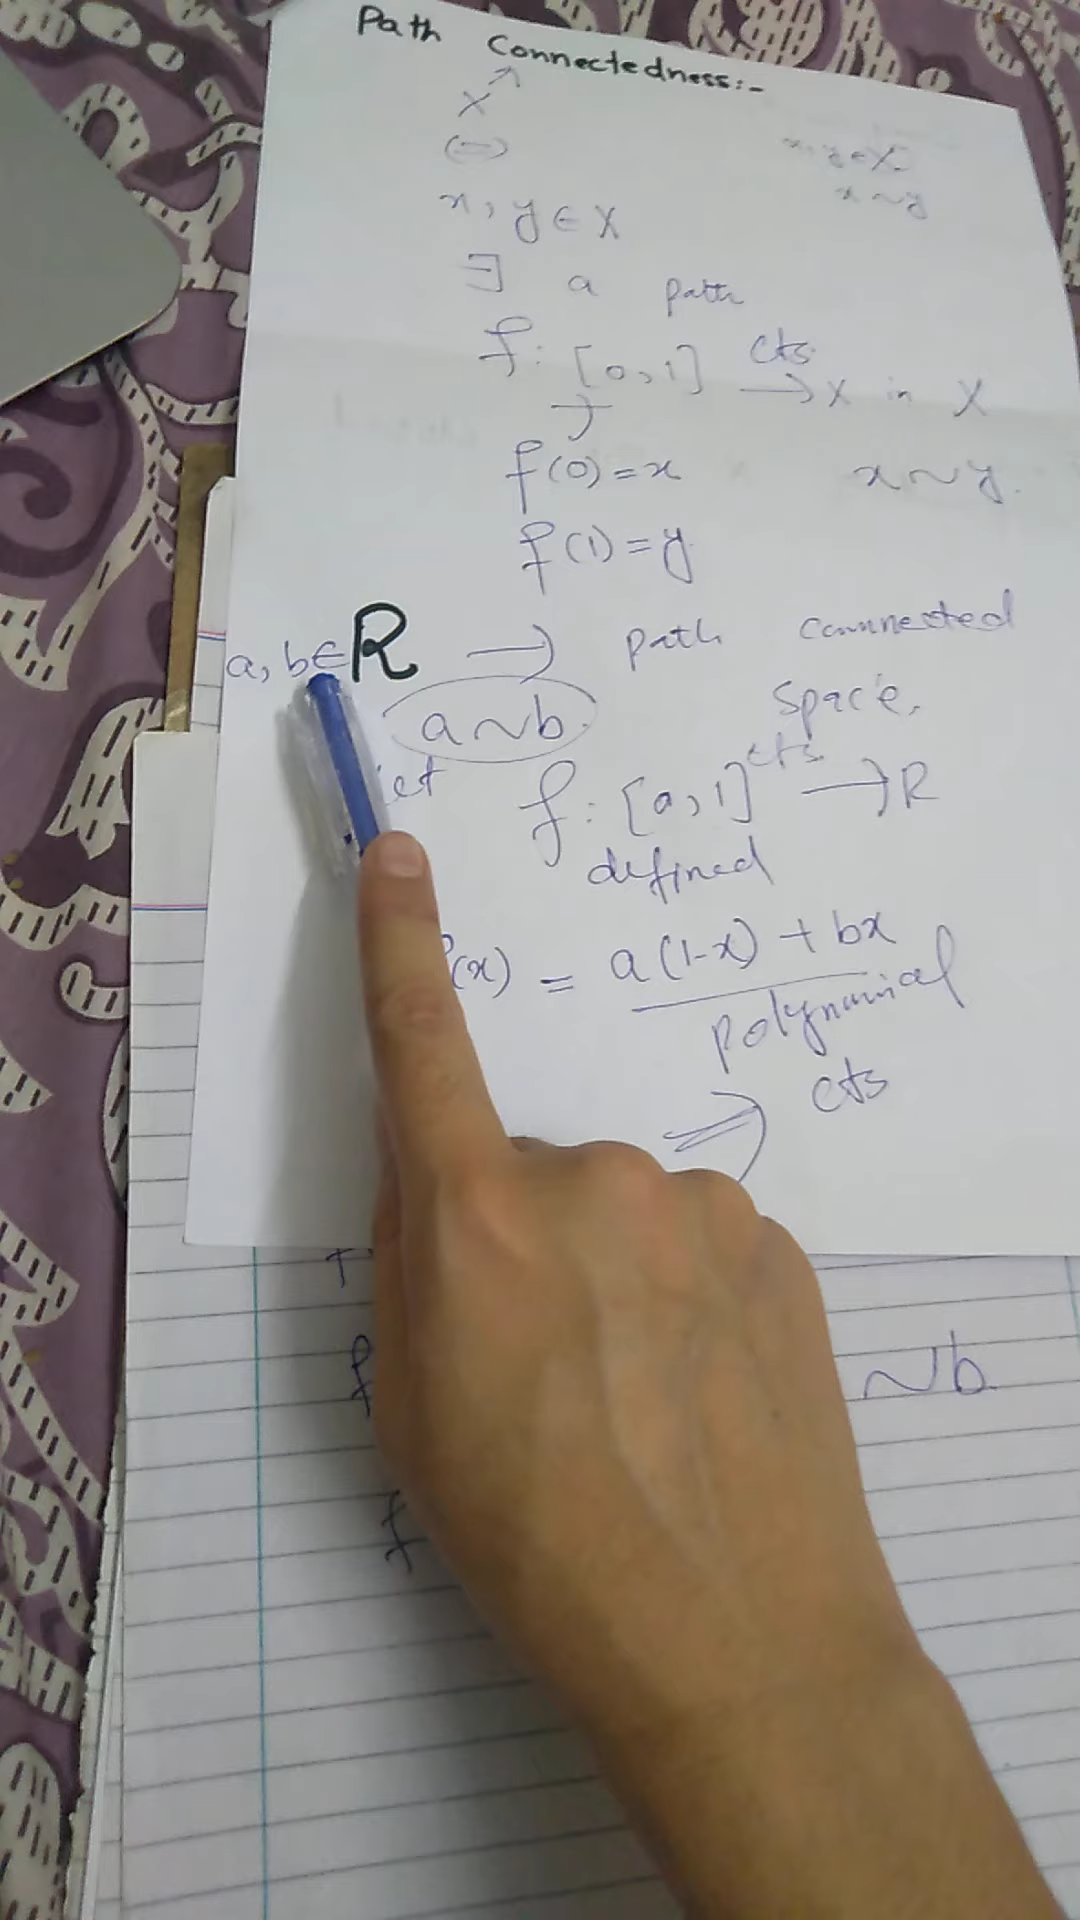 Path Connectedness:-
X
(=)
x, y ∈ X
x, y ∈ X
x ~ y
∃ a path
f: [0,1] cts. → X in X
f(0) = x x ~ y.
f(1) = y.
a, b ∈ R → path connected
space.
a ~ b.
let f: [a,1] cts. → R
defined
f(x) = a(1-x) + bx
polynomial
⇒ cts
f
~b
f